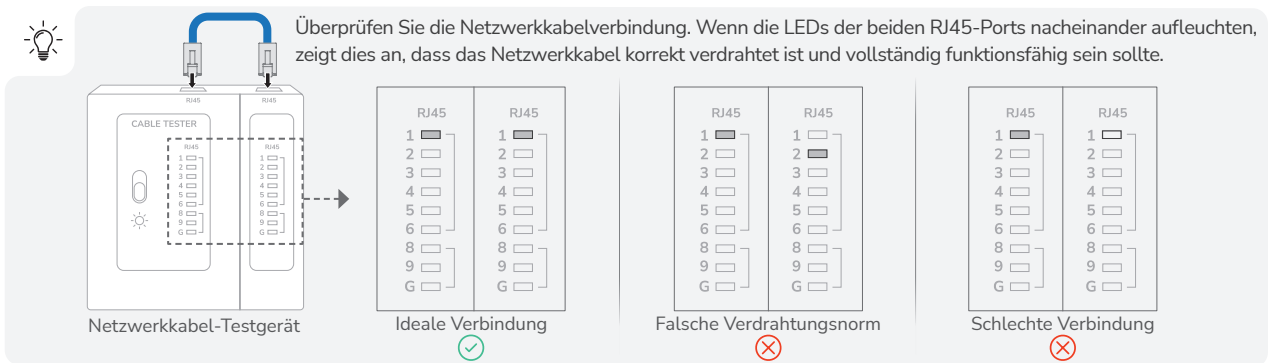 Überprüfen Sie die Netzwerkkabelverbindung. Wenn die LEDs der beiden RJ45-Ports nacheinander aufleuchten,
zeigt dies an, dass das Netzwerkkabel korrekt verdrahtet ist und vollständig funktionsfähig sein sollte.
RJ45 RJ45
CABLE TESTER
RJ45 RJ45
1 1
2 2
3 3
4 4
5 5
6 6
8 8
9 9
G G
Netzwerkkabel-Testgerät
RJ45 RJ45
1 1
2 2
3 3
4 4
5 5
6 6
8 8
9 9
G G
Ideale Verbindung
RJ45 RJ45
1 1
2 2
3 3
4 4
5 5
6 6
8 8
9 9
G G
Falsche Verdrahtungsnorm
RJ45 RJ45
1 1
2 2
3 3
4 4
5 5
6 6
8 8
9 9
G G
Schlechte Verbindung